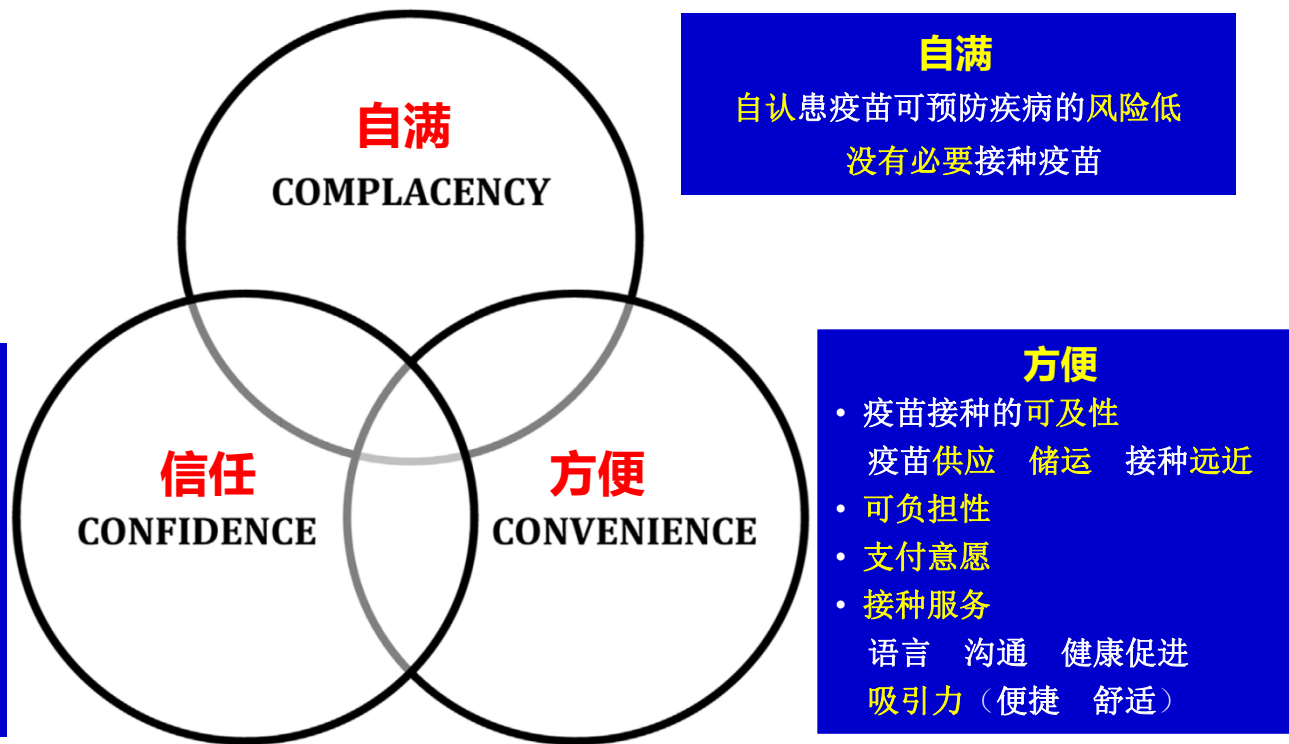 自满
COMPLACENCY
信任
CONFIDENCE
方便
CONVENIENCE
自满
自认患疫苗可预防疾病的风险低
没有必要接种疫苗
方便
• 疫苗接种的可及性
疫苗供应 储运 接种远近
• 可负担性
• 支付意愿
• 接种服务
语言 沟通 健康促进
吸引力（便捷 舒适）